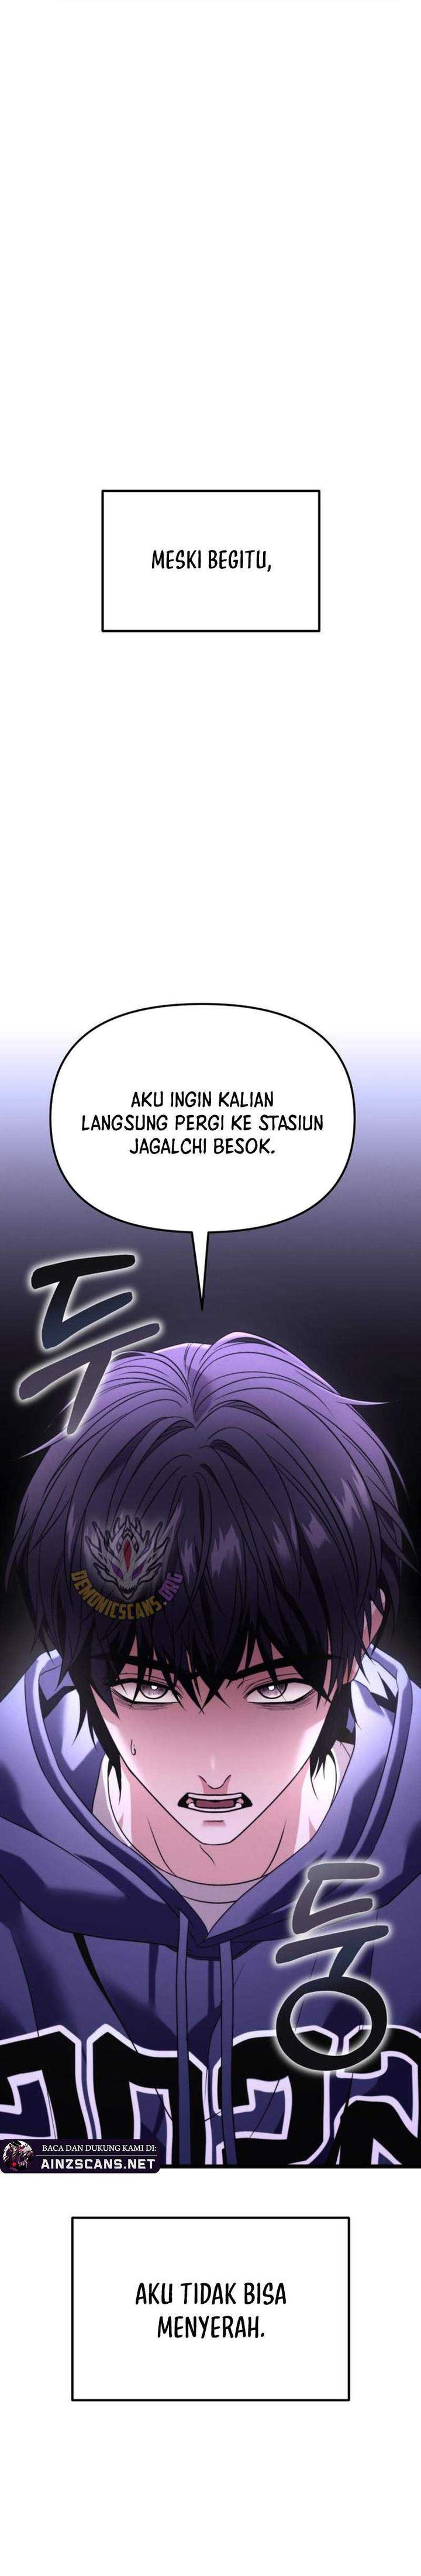 MESKI BEGITU,
AKU INGIN KALIAN
LANGSUNG PERGI KE STASIUN
JAGALCHI BESOK.
두
DEMONICSCANS.ORG
둥
BACA DAN DUKUNG KAMI DI:
AINZSCANS.NET
AKU TIDAK BISA
MENYERAH.